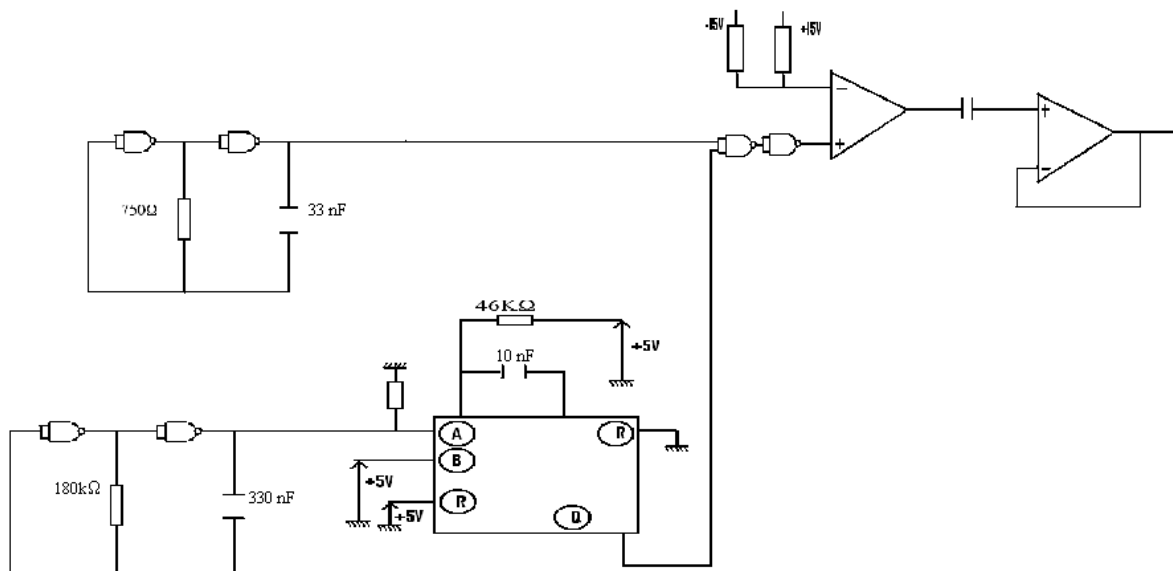 -15V
+15V
-
+
+
-
750Ω
33 nF
46KΩ
+5V
10 nF
A
R
B
+5V
180kΩ
330 nF
R
+5V
Q